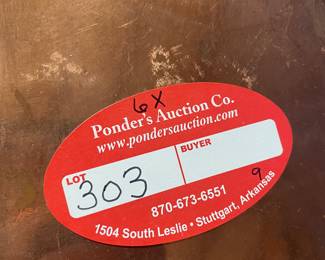 6X
Ponder's Auction Co.
www.pondersauction.com
LOT
303
BUYER
9
870-673-6551
1504 South Leslie • Stuttgart, Arkansas